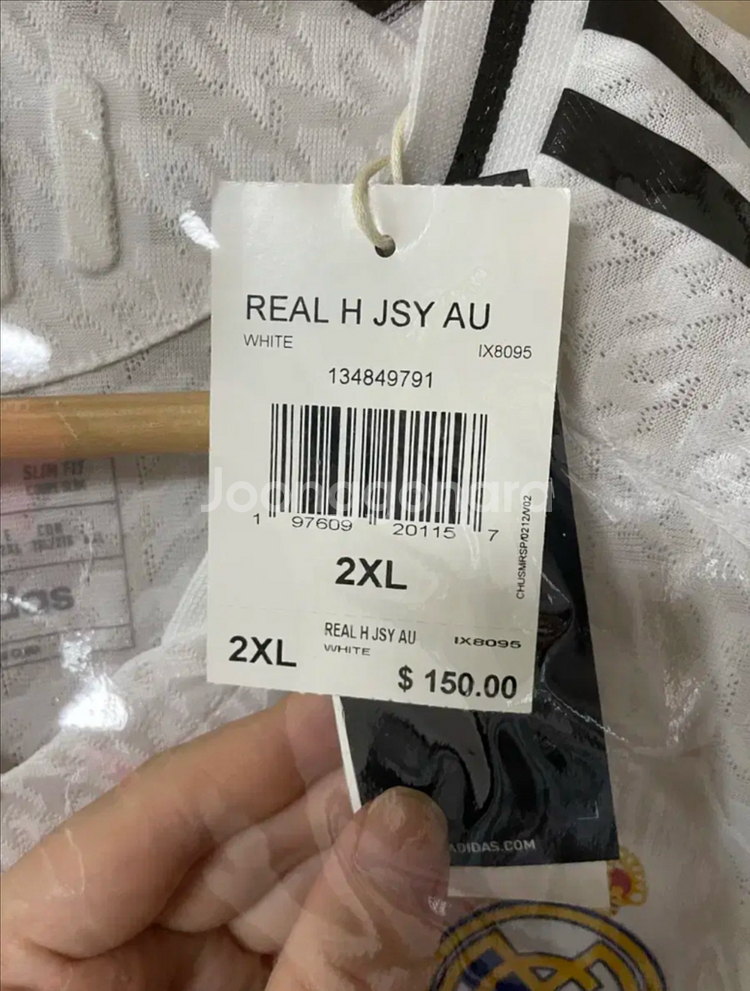 REAL H JSY AU
WHITE
IX8095
134849791
1 97609 20115 7
CHUSMRSP/0212/V02
2XL
2XL
REAL H JSY AU
WHITE
IX8095
$ 150.00
Joonggonara
SLIM FIT
ADIDAS.COM